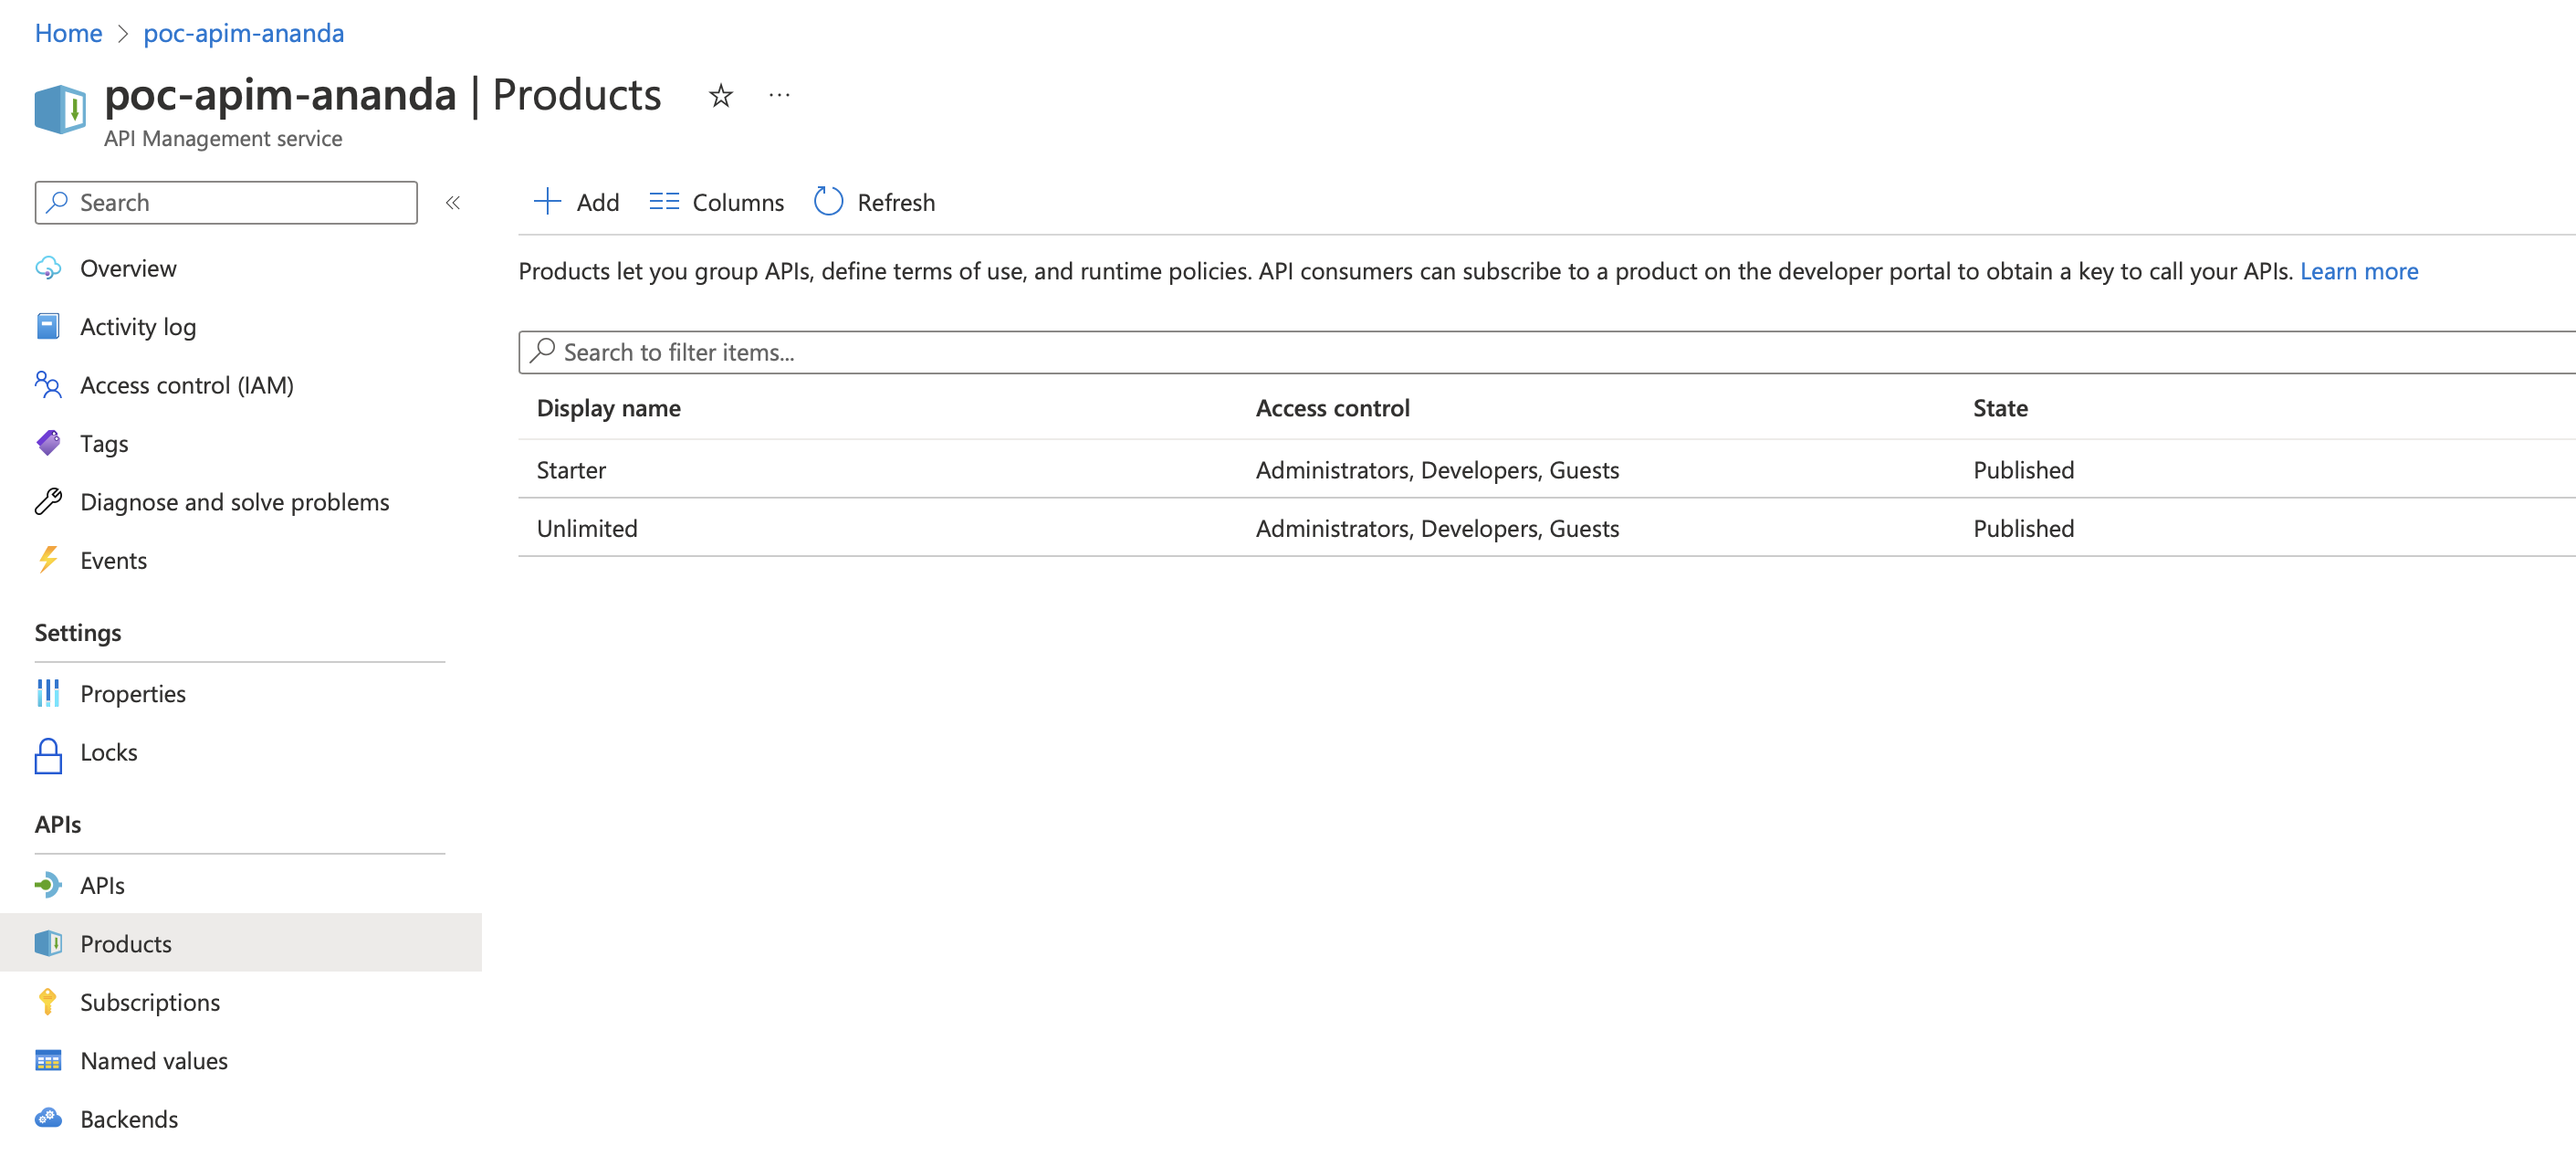 Home > poc-apim-ananda
poc-apim-ananda | Products
API Management service
Search
Overview
Activity log
Access control (IAM)
Tags
Diagnose and solve problems
Events
Settings
Properties
Locks
APIs
APIs
Products
Subscriptions
Named values
Backends
Add Columns Refresh
Products let you group APIs, define terms of use, and runtime policies. API consumers can subscribe to a product on the developer portal to obtain a key to call your APIs. Learn more
Search to filter items...
Display name Access control State
Starter Administrators, Developers, Guests Published
Unlimited Administrators, Developers, Guests Published